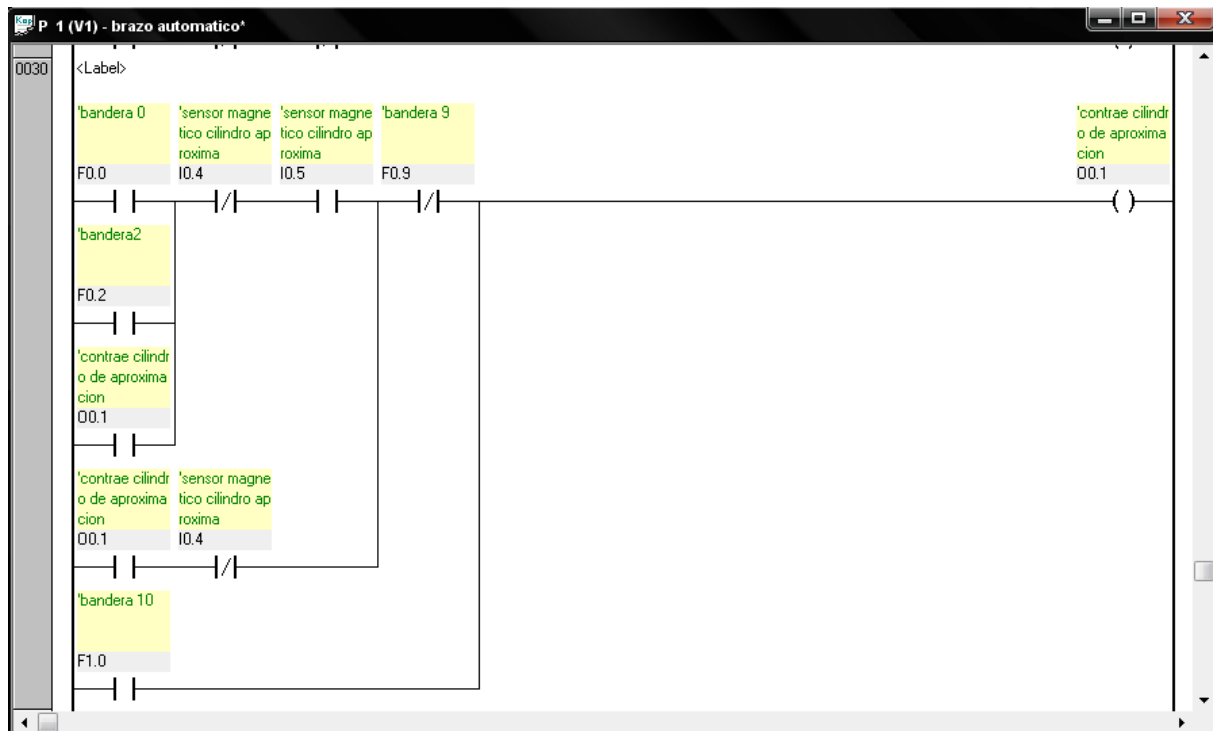 P 1 (V1) - brazo automatico*
0030
<Label>
'bandera 0
F0.0
'sensor magne
tico cilindro ap
roxima
I0.4
'sensor magne
tico cilindro ap
roxima
I0.5
'bandera 9
F0.9
'contrae cilindr
o de aproxima
cion
O0.1
'bandera2
F0.2
'contrae cilindr
o de aproxima
cion
O0.1
'contrae cilindr
o de aproxima
cion
O0.1
'sensor magne
tico cilindro ap
roxima
I0.4
'bandera 10
F1.0